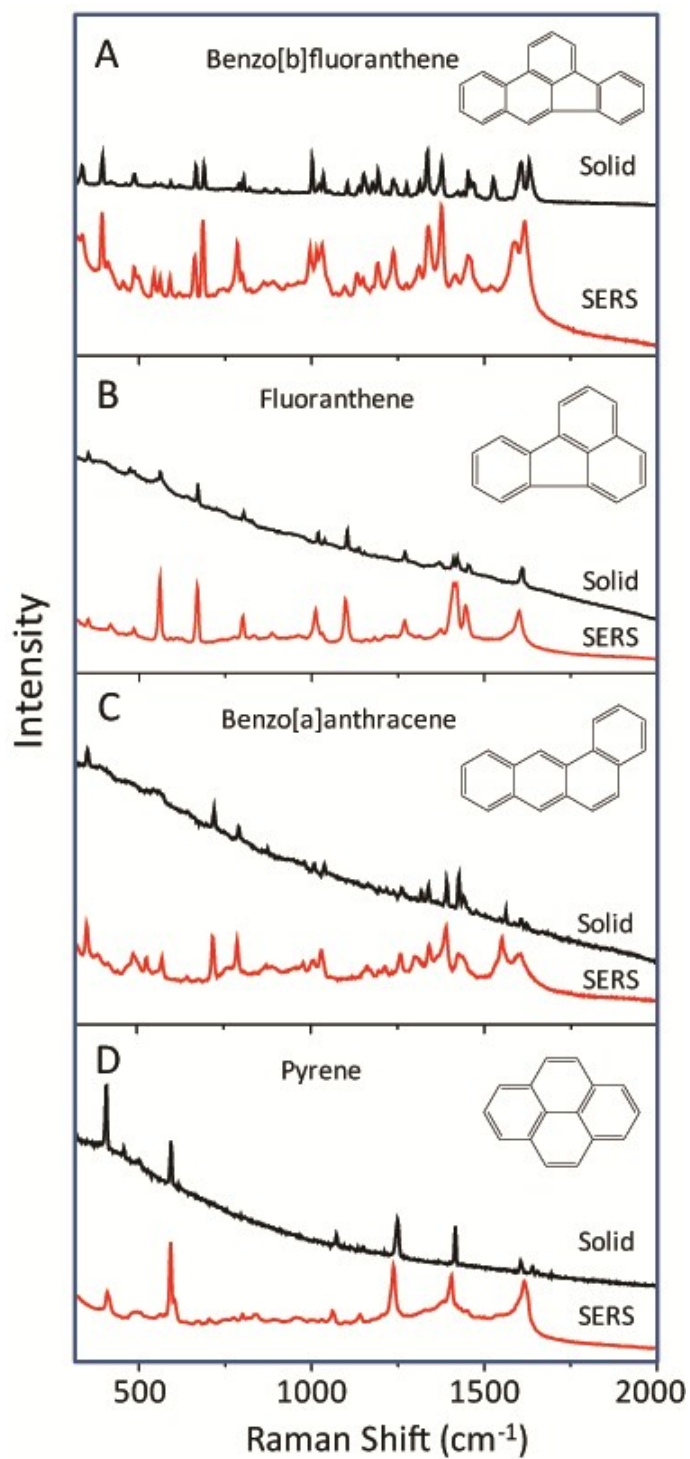 A
Benzo[b]fluoranthene
Solid
SERS
B
Fluoranthene
Solid
SERS
C
Benzo[a]anthracene
Solid
SERS
D
Pyrene
Solid
SERS
Intensity
500 1000 1500 2000
Raman Shift (cm⁻¹)